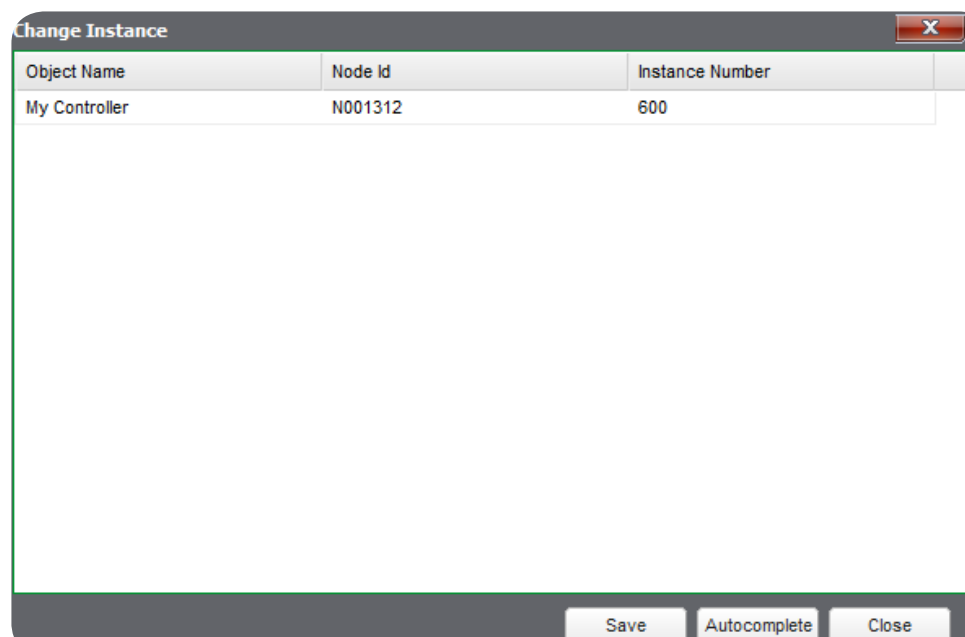 Change Instance X
Object Name Node Id Instance Number
My Controller N001312 600
Save Autocomplete Close